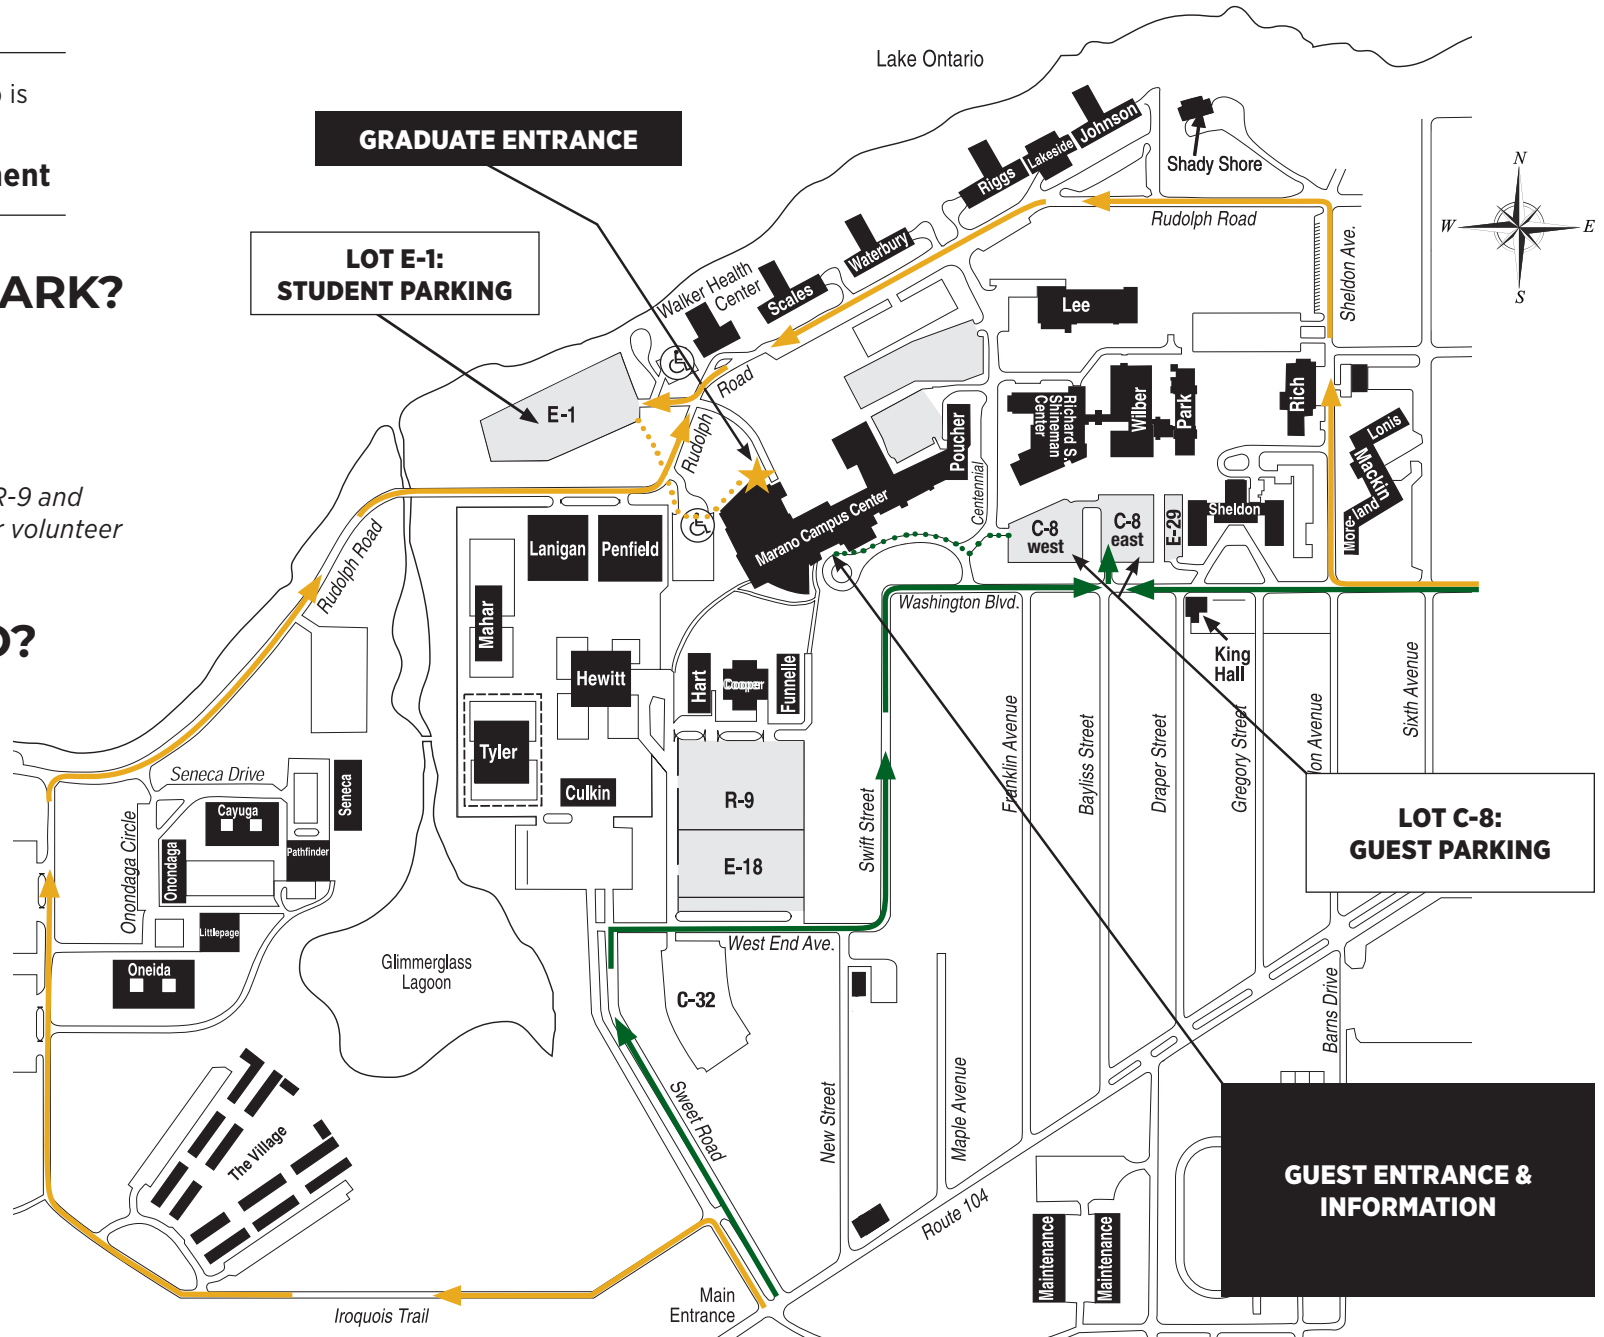 is
nent
ARK?
R-9 and
r volunteer
?
Lake Ontario
GRADUATE ENTRANCE
LOT E-1:
STUDENT PARKING
Johnson
Lakeside
Riggs
Shady Shore
Rudolph Road
Sheldon Ave.
N
W
E
S
Waterbury
Walker Health
Center
Scales
Lee
Road
Rudolph
E-1
Poucher
Centennial
Richard S.
Shineman
Center
Wilber
Park
Rich
Lonis
Mackin
More-land
Marano Campus Center
C-8
west
C-8
east
E-29
Sheldon
Lanigan
Penfield
Rudolph Road
Mahar
Washington Blvd.
King
Hall
Hewitt
Hart
Cooper
Funnelle
Tyler
Culkin
R-9
E-18
Swift Street
Franklin Avenue
Bayliss Street
Draper Street
Gregory Street
on Avenue
Sixth Avenue
Seneca Drive
Seneca
Cayuga
Pathfinder
Onondaga
Onondaga Circle
Littlepage
Oneida
LOT C-8:
GUEST PARKING
West End Ave.
Glimmerglass
Lagoon
C-32
Barns Drive
Sweet Road
New Street
Maple Avenue
The Village
Route 104
Maintenance
Maintenance
GUEST ENTRANCE &
INFORMATION
Main
Entrance
Iroquois Trail